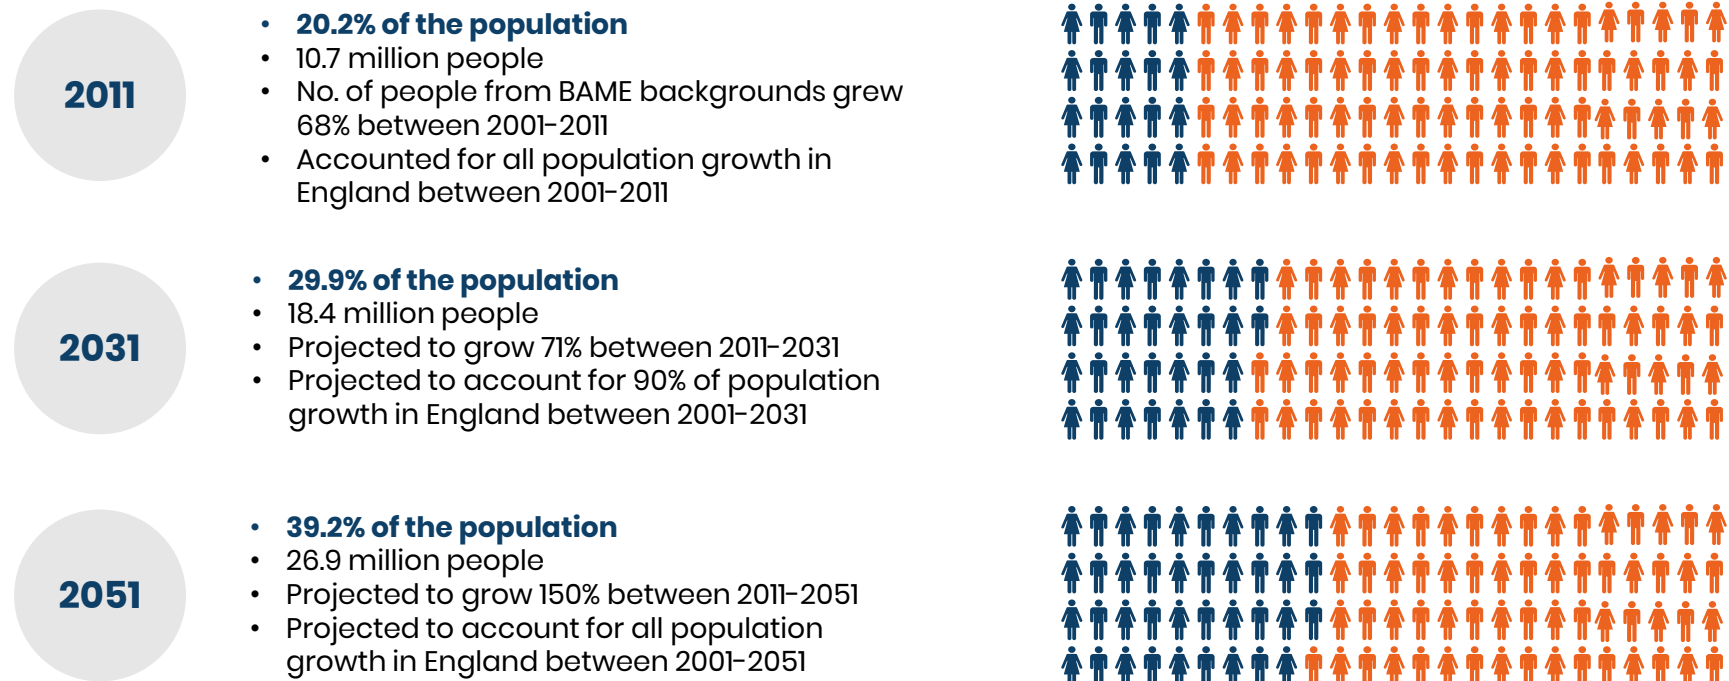 2011
• 20.2% of the population
• 10.7 million people
• No. of people from BAME backgrounds grew
68% between 2001-2011
• Accounted for all population growth in
England between 2001-2011
2031
• 29.9% of the population
• 18.4 million people
• Projected to grow 71% between 2011-2031
• Projected to account for 90% of population
growth in England between 2001-2031
2051
• 39.2% of the population
• 26.9 million people
• Projected to grow 150% between 2011-2051
• Projected to account for all population
growth in England between 2001-2051